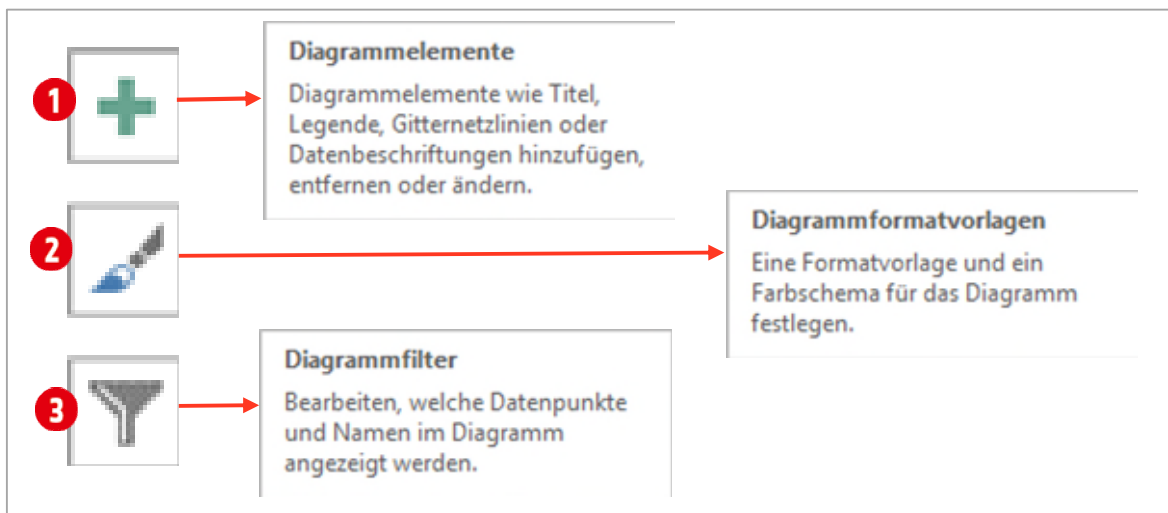 1
Diagrammelemente
Diagrammelemente wie Titel,
Legende, Gitternetzlinien oder
Datenbeschriftungen hinzufügen,
entfernen oder ändern.
2
Diagrammformatvorlagen
Eine Formatvorlage und ein
Farbschema für das Diagramm
festlegen.
3
Diagrammfilter
Bearbeiten, welche Datenpunkte
und Namen im Diagramm
angezeigt werden.